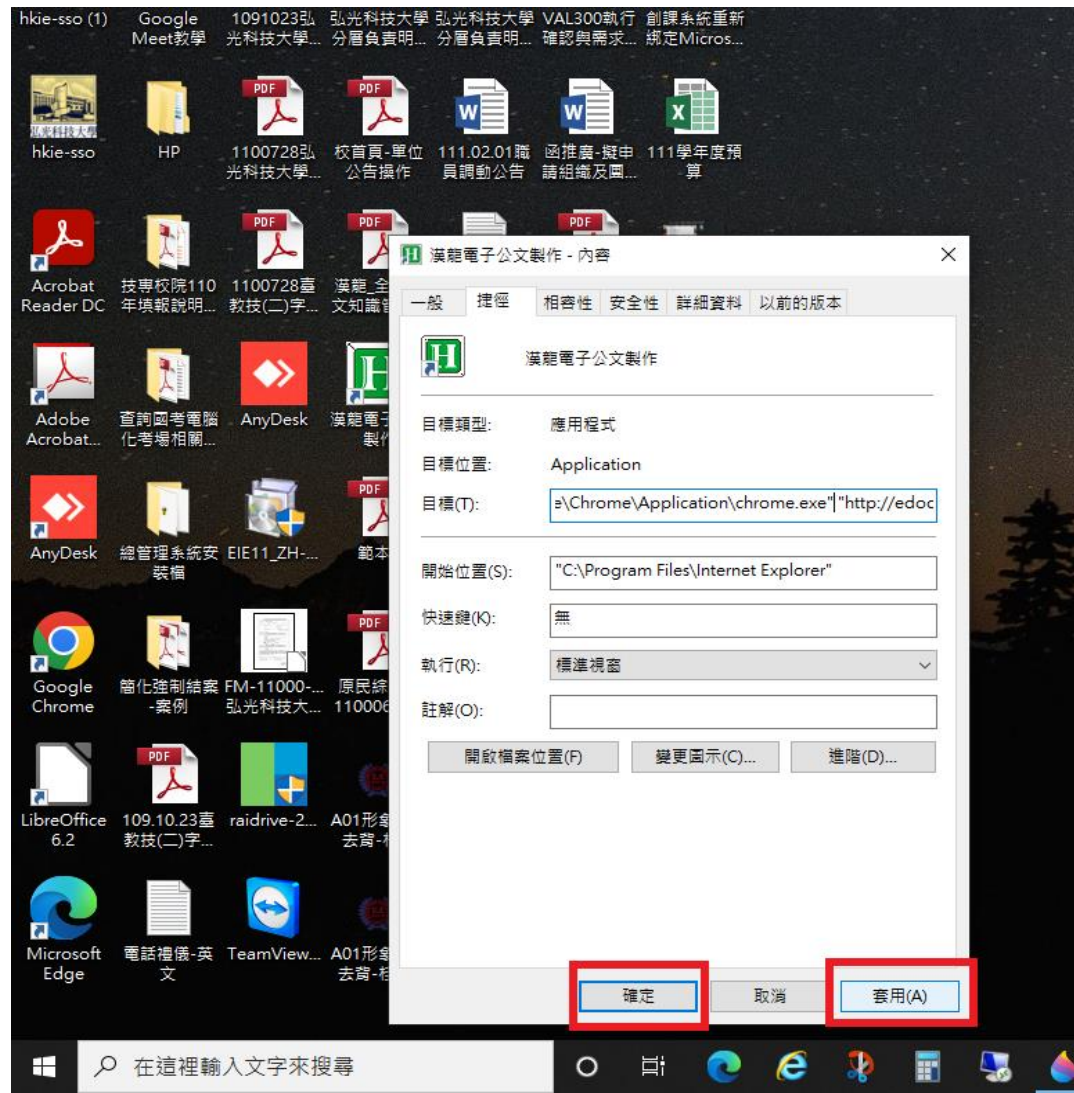 hkie-sso (1) Google 1091023弘 弘光科技大學 弘光科技大學 VAL300執行 創課系統重新
Meet教學 光科技大學... 分層負責明... 分層負責明... 確認與需求... 綁定Micros...
PDF PDF
弘光科技大學
hkie-sso HP 1100728弘 校首頁-單位 111.02.01職 函推廣-擬申 111學年度預
光科技大學... 公告操作 員調動公告 請組織及團... 算
PDF PDF PDF
Acrobat 技專校院110 1100728臺 漢龍_全
Reader DC 年填報說明... 教技(二)字... 文知識
漢龍電子公文製作 - 內容
一般 捷徑 相容性 安全性 詳細資料 以前的版本
漢龍電子公文製作
Adobe 查詢國考電腦 AnyDesk 漢龍電子
Acrobat... 化考場相關... 製
目標類型: 應用程式
目標位置: Application
目標(T): e\Chrome\Application\chrome.exe" "http://edoc
PDF
AnyDesk 總管理系統安 EIE11_ZH-... 範本
裝檔
開始位置(S): "C:\Program Files\Internet Explorer"
快速鍵(K): 無
PDF
執行(R): 標準視窗
Google 簡化強制結案 FM-11000-... 原民綜
Chrome -案例 弘光科技大... 110006
註解(O):
開啟檔案位置(F) 變更圖示(C)... 進階(D)...
PDF
LibreOffice 109.10.23臺 raidrive-2... A01形象
6.2 教技(二)字... 去背-
Microsoft 電話禮儀-英 TeamView... A01形象
Edge 文 去背-
確定 取消 套用(A)
在這裡輸入文字來搜尋